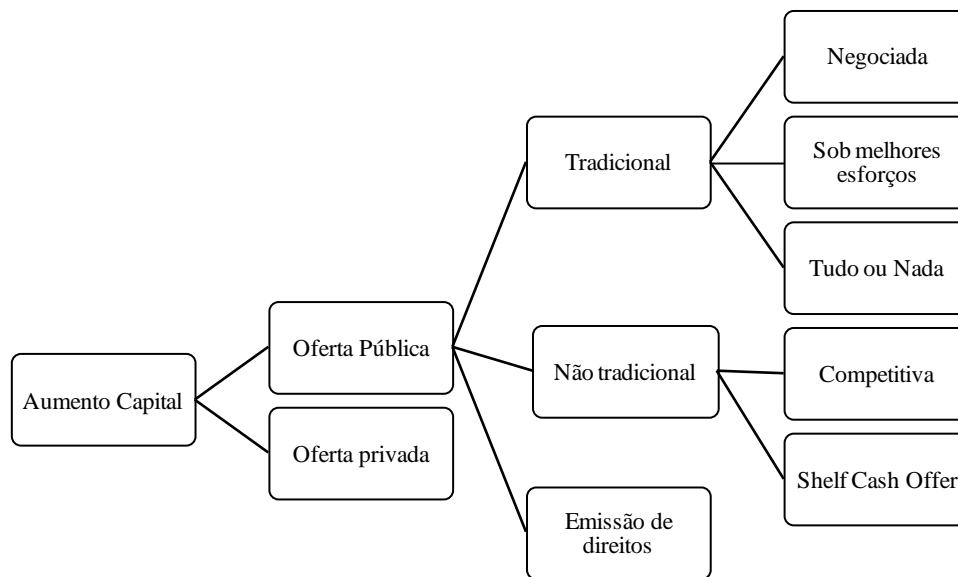 Aumento Capital
Oferta Pública
Oferta privada
Tradicional
Não tradicional
Emissão de
direitos
Negociada
Sob melhores
esforços
Tudo ou Nada
Competitiva
Shelf Cash Offer